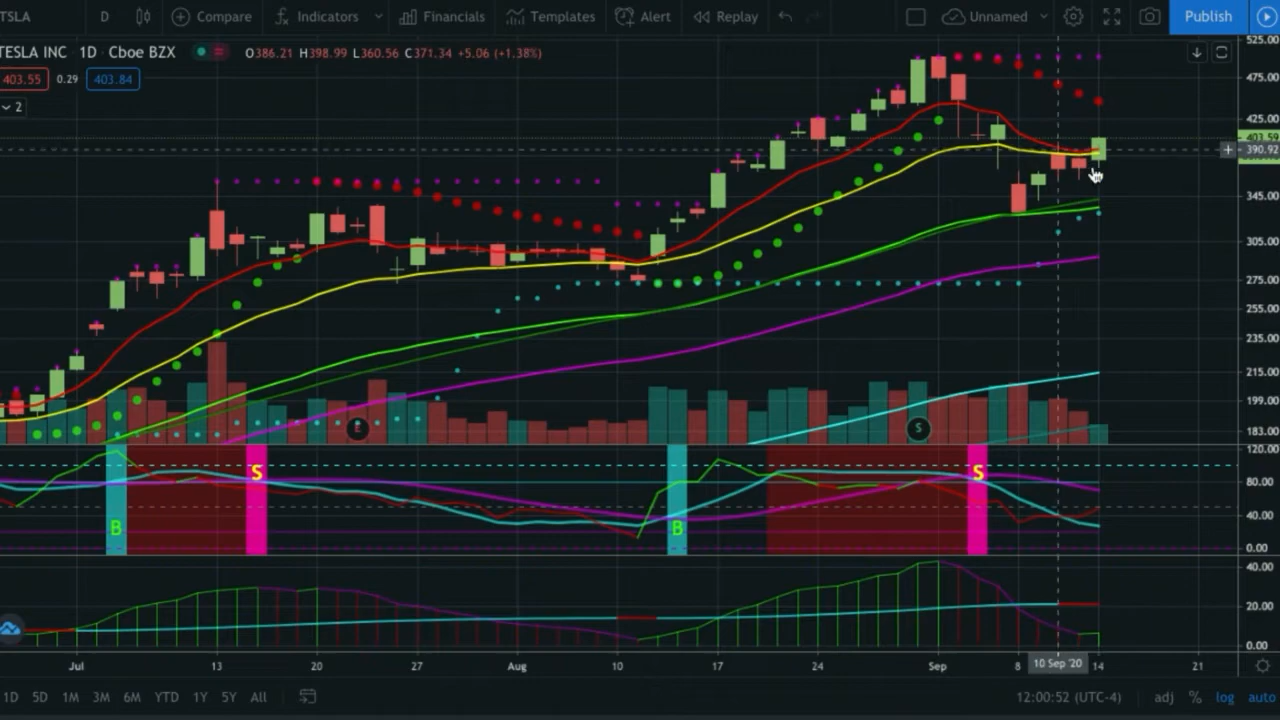 TSLA D Compare Indicators Financials Templates Alert Replay Unnamed Publish
TESLA INC · 1D · Cboe BZX O386.21 H398.99 L360.56 C371.34 +5.06 (+1.38%)
403.55 0.29 403.84
2
525.00
475.00
425.00
403.59
390.92
345.00
305.00
275.00
255.00
235.00
215.00
199.00
183.00
E S
120.00
S S
80.00
B B
40.00
0.00
40.00
20.00
0.00
Jul 13 20 27 Aug 10 17 24 Sep 8 10 Sep '20 14 21
1D 5D 1M 3M 6M YTD 1Y 5Y All 12:00:52 (UTC-4) adj % log auto